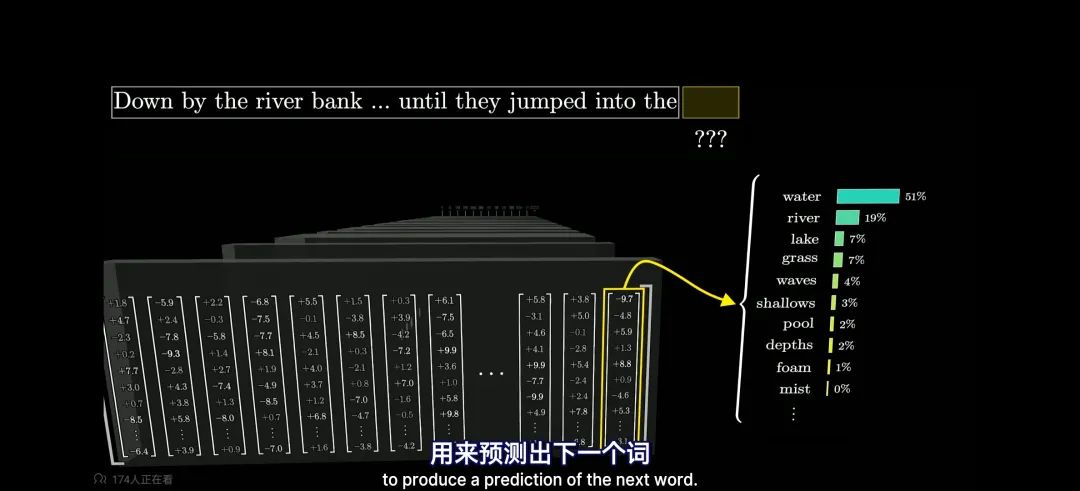 Down by the river bank ... until they jumped into the
???
water 51%
river 19%
lake 7%
grass 7%
waves 4%
shallows 3%
pool 2%
depths 2%
foam 1%
mist 0%
⋮
+1.8 −5.9 +2.2 −6.8 +5.5 +1.5 +0.3 +6.1 +5.8 +3.8 −9.7
+4.7 +2.4 −0.3 −7.5 −0.1 −3.8 +3.9 −7.5 −3.1 +5.0 −4.8
−2.3 −7.8 −5.8 −7.7 +4.5 +8.5 −4.2 −6.5 +4.6 −0.1 +5.9
+0.2 −9.3 +1.4 +8.1 −2.1 +0.3 −7.2 +9.9 +4.1 −2.8 +1.3
+7.7 −2.8 +2.7 +1.9 +4.0 −2.1 +1.2 +3.6 ... +9.9 +5.4 +8.8
+3.0 +4.3 −7.4 −4.9 +3.7 +0.8 +7.0 +1.0 −7.7 −2.4 +0.9
+0.7 +3.8 +1.3 −8.5 +1.2 −7.0 −1.6 +5.8 −9.9 +2.4 −4.6
−8.5 +5.8 −8.0 +0.7 +6.8 −4.7 −0.5 +9.8 +4.9 +7.8 +5.3
⋮ ⋮ ⋮ ⋮ ⋮ ⋮ ⋮ ⋮ ⋮ ⋮ ⋮
−6.4 +3.9 +0.9 −7.0 +1.6 −3.8 −4.2
用来预测出下一个词
to produce a prediction of the next word.
174人正在看